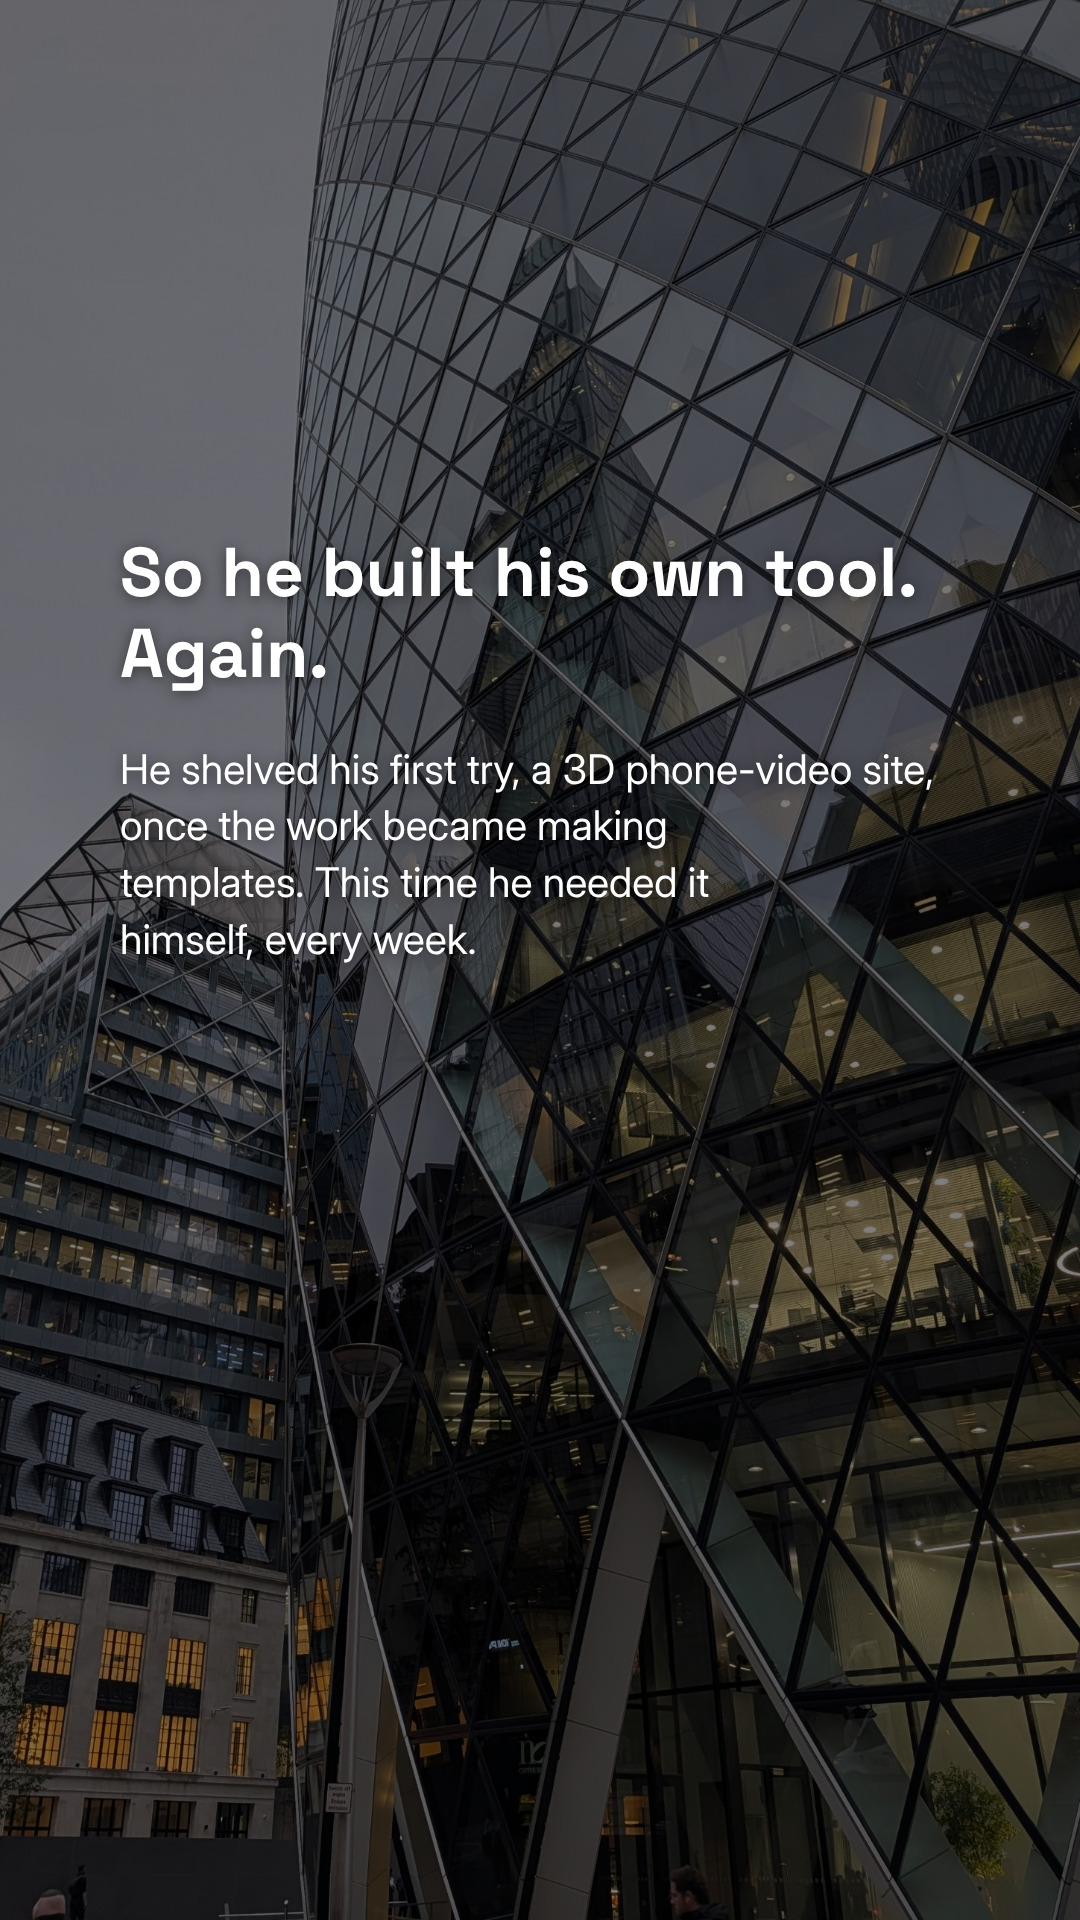 So he built his own tool.
Again.
He shelved his first try, a 3D phone-video site,
once the work became making
templates. This time he needed it
himself, every week.